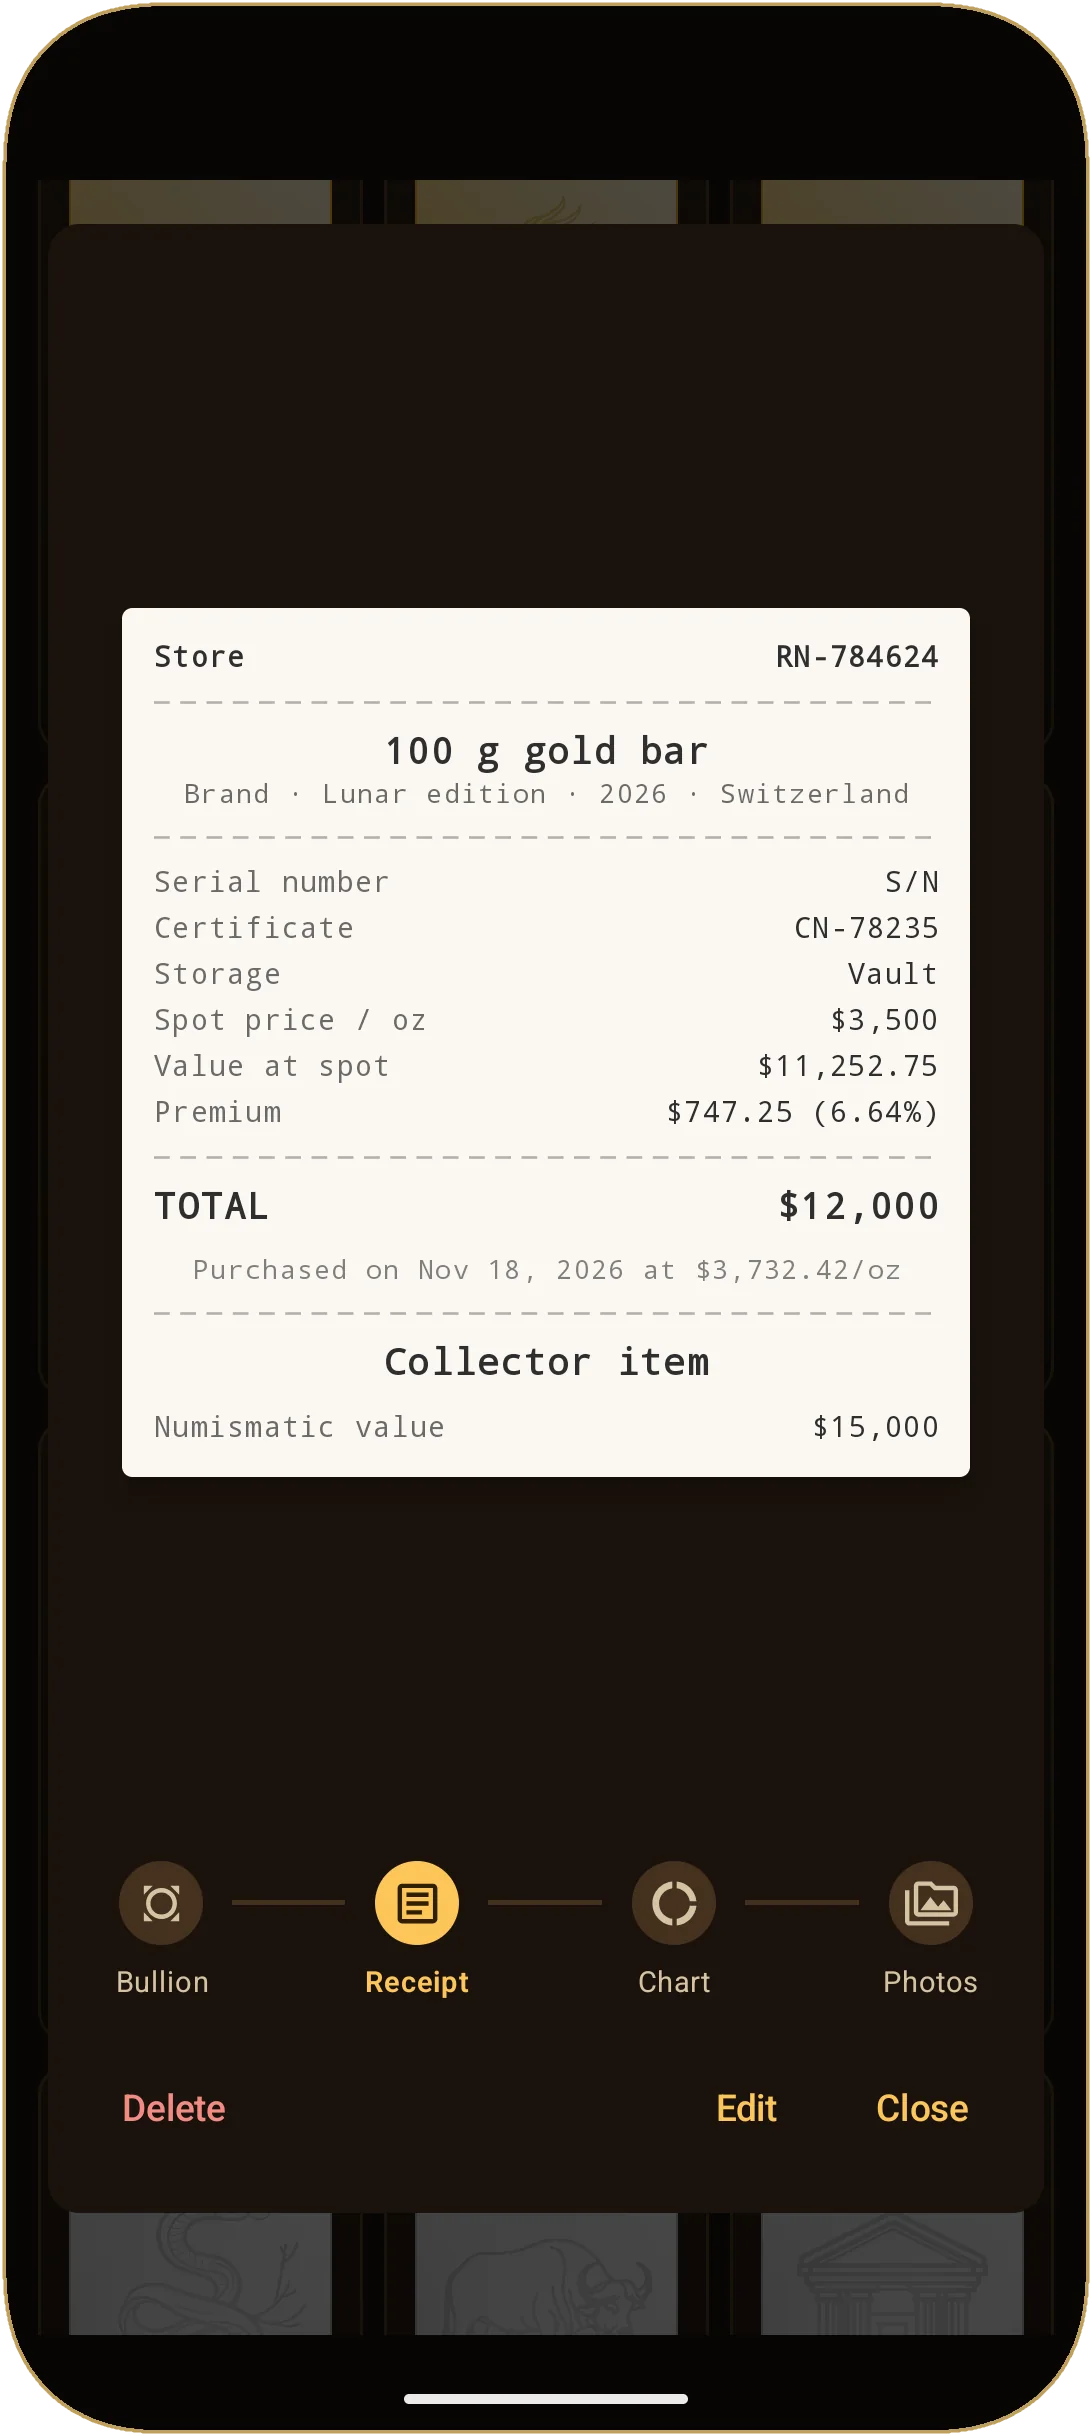 Store RN-784624
100 g gold bar
Brand · Lunar edition · 2026 · Switzerland
Serial number S/N
Certificate CN-78235
Storage Vault
Spot price / oz $3,500
Value at spot $11,252.75
Premium $747.25 (6.64%)
TOTAL $12,000
Purchased on Nov 18, 2026 at $3,732.42/oz
Collector item
Numismatic value $15,000
Bullion Receipt Chart Photos
Delete Edit Close